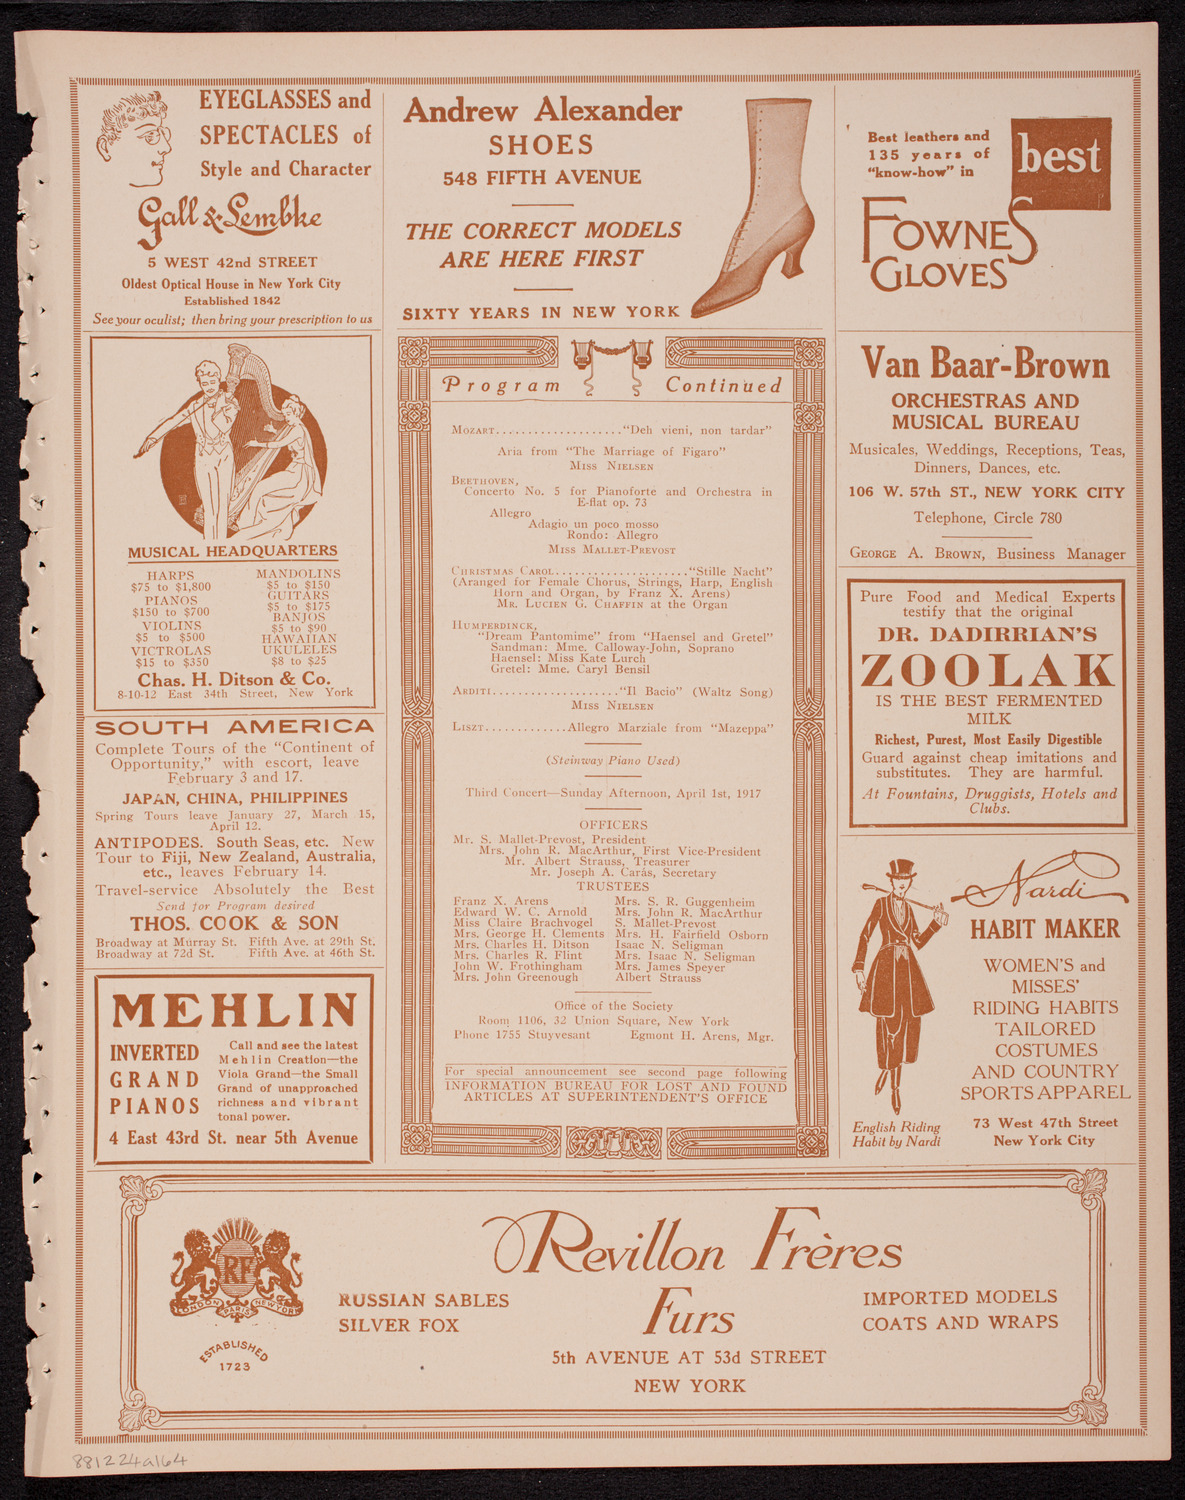 EYEGLASSES and
SPECTACLES of
Style and Character
Gall & Lembke
5 WEST 42nd STREET
Oldest Optical House in New York City
Established 1842
See your oculist; then bring your prescription to us
MUSICAL HEADQUARTERS
HARPS
$75 to $1,800
PIANOS
$150 to $700
VIOLINS
$5 to $500
VICTROLAS
$15 to $350
MANDOLINS
$5 to $150
GUITARS
$5 to $175
BANJOS
$5 to $90
HAWAIIAN
UKULELES
$8 to $25
Chas. H. Ditson & Co.
8-10-12 East 34th Street, New York
SOUTH AMERICA
Complete Tours of the "Continent of
Opportunity," with escort, leave
February 3 and 17.
JAPAN, CHINA, PHILIPPINES
Spring Tours leave January 27, March 15,
April 12.
ANTIPODES. South Seas, etc. New
Tour to Fiji, New Zealand, Australia,
etc., leaves February 14.
Travel-service Absolutely the Best
Send for Program desired
THOS. COOK & SON
Broadway at Murray St. Fifth Ave. at 29th St.
Broadway at 72d St. Fifth Ave. at 46th St.
MEHLIN
INVERTED
GRAND
PIANOS
Call and see the latest
Mehlin Creation—the
Viola Grand—the Small
Grand of unapproached
richness and vibrant
tonal power.
4 East 43rd St. near 5th Avenue
Andrew Alexander
SHOES
548 FIFTH AVENUE
THE CORRECT MODELS
ARE HERE FIRST
SIXTY YEARS IN NEW YORK
Program Continued
MOZART...................."Deh vieni, non tardar"
Aria from "The Marriage of Figaro"
MISS NIELSEN
BEETHOVEN,
Concerto No. 5 for Pianoforte and Orchestra in
E-flat op. 73
Allegro
Adagio un poco mosso
Rondo: Allegro
MISS MALLET-PREVOST
CHRISTMAS CAROL....................."Stille Nacht"
(Aranged for Female Chorus, Strings, Harp, English
Horn and Organ, by Franz X. Arens)
MR. LUCIEN G. CHAFFIN at the Organ
HUMPERDINCK,
"Dream Pantomime" from "Haensel and Gretel"
Sandman: Mme. Calloway-John, Soprano
Haensel: Miss Kate Lurch
Gretel: Mme. Caryl Bensil
ARDITI...................."Il Bacio" (Waltz Song)
MISS NIELSEN
LISZT.............Allegro Marziale from "Mazeppa"
(Steinway Piano Used)
Third Concert—Sunday Afternoon, April 1st, 1917
OFFICERS
Mr. S. Mallet-Prevost, President
Mrs. John R. MacArthur, First Vice-President
Mr. Albert Strauss, Treasurer
Mr. Joseph A. Carás, Secretary
TRUSTEES
Franz X. Arens
Edward W. C. Arnold
Miss Claire Brachvogel
Mrs. George H. Clements
Mrs. Charles H. Ditson
Mrs. Charles R. Flint
John W. Frothingham
Mrs. John Greenough
Mrs. S. R. Guggenheim
Mrs. John R. MacArthur
S. Mallet-Prevost
Mrs. H. Fairfield Osborn
Isaac N. Seligman
Mrs. Isaac N. Seligman
Mrs. James Speyer
Albert Strauss
Office of the Society
Room 1106, 32 Union Square, New York
Phone 1755 Stuyvesant Egmont H. Arens, Mgr.
For special announcement see second page following
INFORMATION BUREAU FOR LOST AND FOUND
ARTICLES AT SUPERINTENDENT'S OFFICE
Best leathers and
135 years of
"know-how" in
best
FOWNES
GLOVES
Van Baar-Brown
ORCHESTRAS AND
MUSICAL BUREAU
Musicales, Weddings, Receptions, Teas,
Dinners, Dances, etc.
106 W. 57th ST., NEW YORK CITY
Telephone, Circle 780
GEORGE A. BROWN, Business Manager
Pure Food and Medical Experts
testify that the original
DR. DADIRRIAN'S
ZOOLAK
IS THE BEST FERMENTED
MILK
Richest, Purest, Most Easily Digestible
Guard against cheap imitations and
substitutes. They are harmful.
At Fountains, Druggists, Hotels and
Clubs.
Nardi
HABIT MAKER
WOMEN'S and
MISSES'
RIDING HABITS
TAILORED
COSTUMES
AND COUNTRY
SPORTS APPAREL
73 West 47th Street
New York City
English Riding
Habit by Nardi
Revillon Frères
Furs
RF
LONDON PARIS NEW YORK
ESTABLISHED
1723
RUSSIAN SABLES
SILVER FOX
IMPORTED MODELS
COATS AND WRAPS
5th AVENUE AT 53d STREET
NEW YORK
881224a164